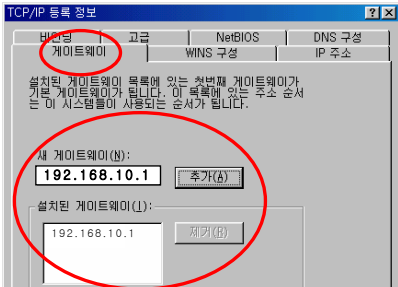 TCP/IP 등록 정보
바인딩 고급 NetBIOS DNS 구성
게이트웨이 WINS 구성 IP 주소
설치된 게이트웨이 목록에 있는 첫번째 게이트웨이가
기본 게이트웨이가 됩니다. 이 목록에 있는 주소 순서
는 이 시스템들이 사용되는 순서가 됩니다.
새 게이트웨이(N):
192.168.10.1 추가(A)
설치된 게이트웨이(I):
192.168.10.1 제거(R)